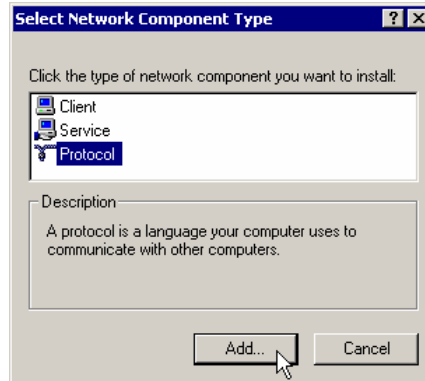 Select Network Component Type
Click the type of network component you want to install:
Client
Service
Protocol
Description
A protocol is a language your computer uses to
communicate with other computers.
Add...
Cancel